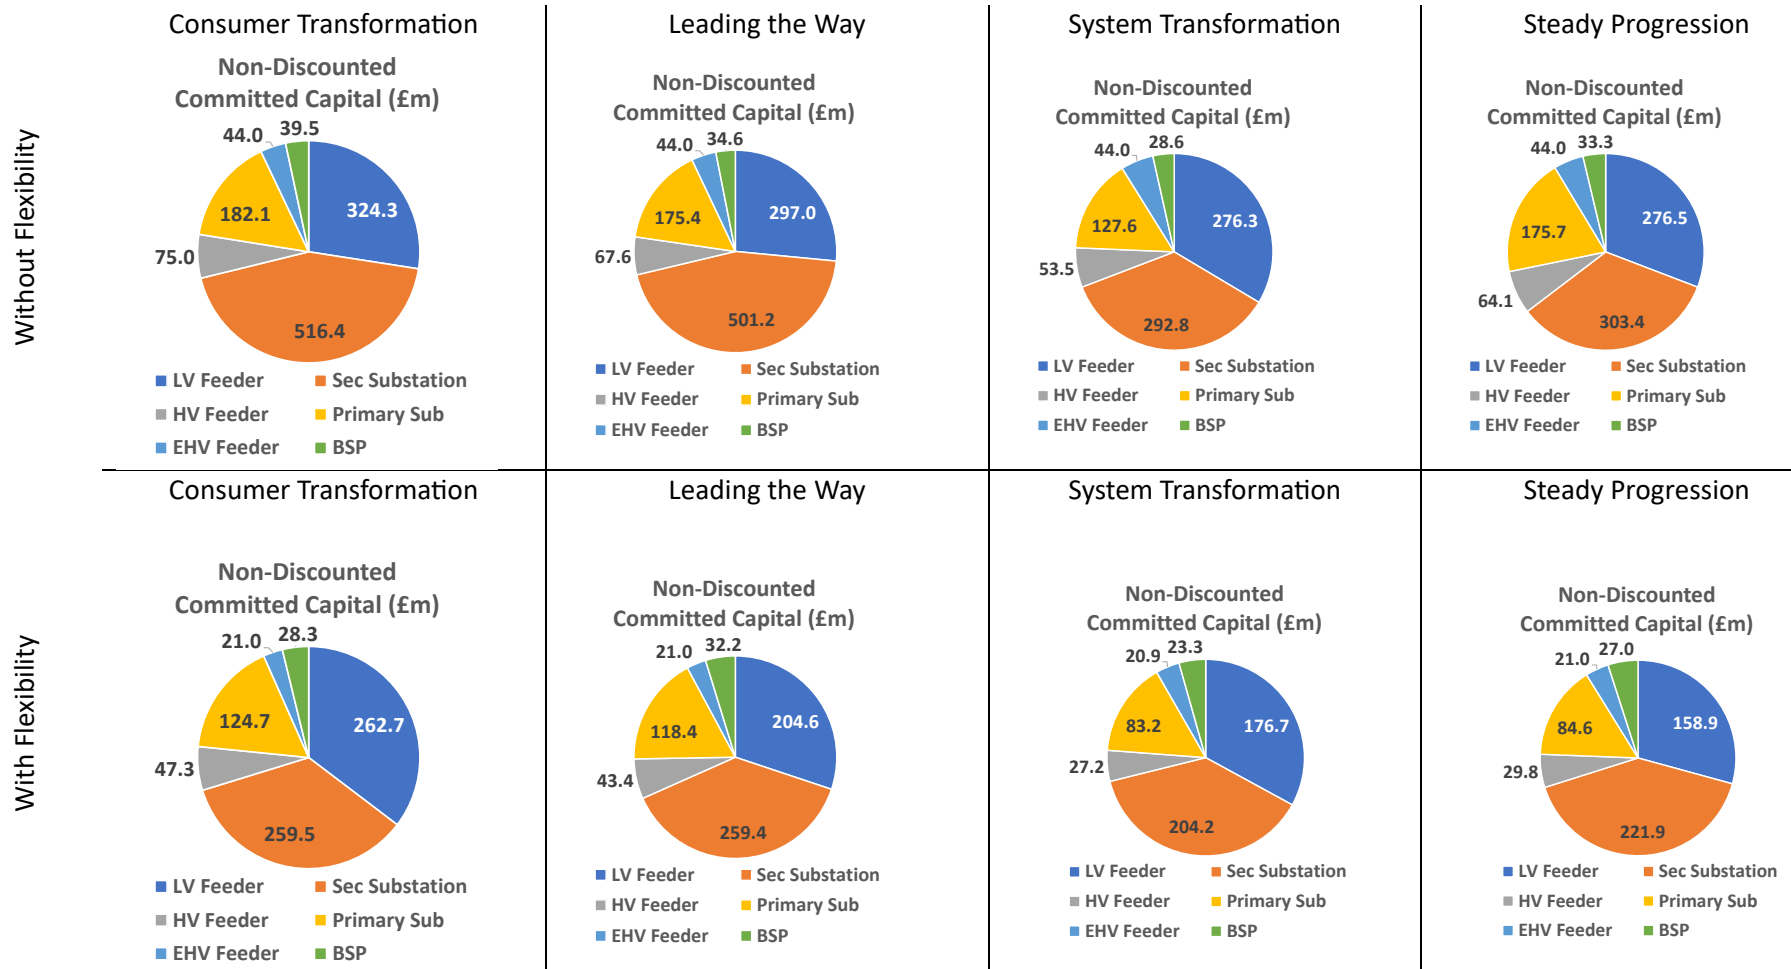 Without Flexibility
Consumer Transformation
Non-Discounted
Committed Capital (£m)
44.0
39.5
324.3
182.1
75.0
516.4
LV Feeder
Sec Substation
HV Feeder
Primary Sub
EHV Feeder
BSP
Leading the Way
Non-Discounted
Committed Capital (£m)
44.0
34.6
297.0
175.4
67.6
501.2
LV Feeder
Sec Substation
HV Feeder
Primary Sub
EHV Feeder
BSP
System Transformation
Non-Discounted
Committed Capital (£m)
44.0
28.6
276.3
127.6
53.5
292.8
LV Feeder
Sec Substation
HV Feeder
Primary Sub
EHV Feeder
BSP
Steady Progression
Non-Discounted
Committed Capital (£m)
44.0
33.3
276.5
175.7
64.1
303.4
LV Feeder
Sec Substation
HV Feeder
Primary Sub
EHV Feeder
BSP
With Flexibility
Consumer Transformation
Non-Discounted
Committed Capital (£m)
21.0
28.3
262.7
124.7
47.3
259.5
LV Feeder
Sec Substation
HV Feeder
Primary Sub
EHV Feeder
BSP
Leading the Way
Non-Discounted
Committed Capital (£m)
21.0
32.2
204.6
118.4
43.4
259.4
LV Feeder
Sec Substation
HV Feeder
Primary Sub
EHV Feeder
BSP
System Transformation
Non-Discounted
Committed Capital (£m)
20.9
23.3
176.7
83.2
27.2
204.2
LV Feeder
Sec Substation
HV Feeder
Primary Sub
EHV Feeder
BSP
Steady Progression
Non-Discounted
Committed Capital (£m)
21.0
27.0
158.9
84.6
29.8
221.9
LV Feeder
Sec Substation
HV Feeder
Primary Sub
EHV Feeder
BSP